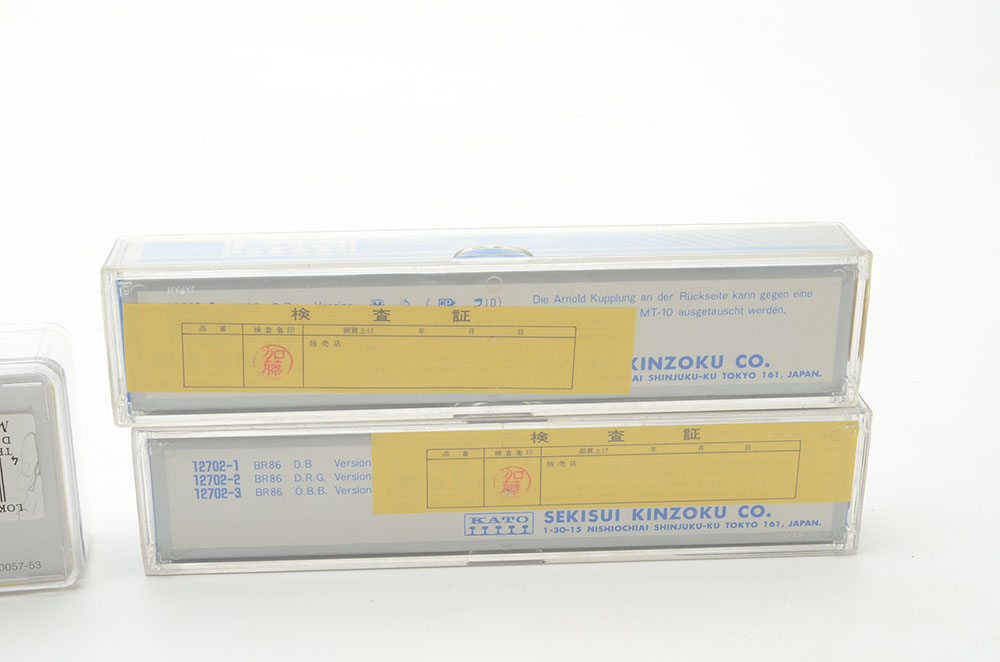 Die Arnold Kupplung an der Rückseite kann gegen eine
MT-10 ausgetauscht werden.
検 査 証
品番 検査者印 御買上げ 年 月 日
販売店
加藤
KINZOKU CO.
SHINJUKU-KU TOKYO 161, JAPAN.
検 査 証
品番 検査者印 御買上げ 年 月 日
販売店
加藤
12702-1 BR86 D.B Version
12702-2 BR86 D.R.G. Version
12702-3 BR86 O.B.B. Version
KATO SEKISUI KINZOKU CO.
1-30-15 NISHIOCHIAI SHINJUKU-KU TOKYO 161, JAPAN.
0057-53